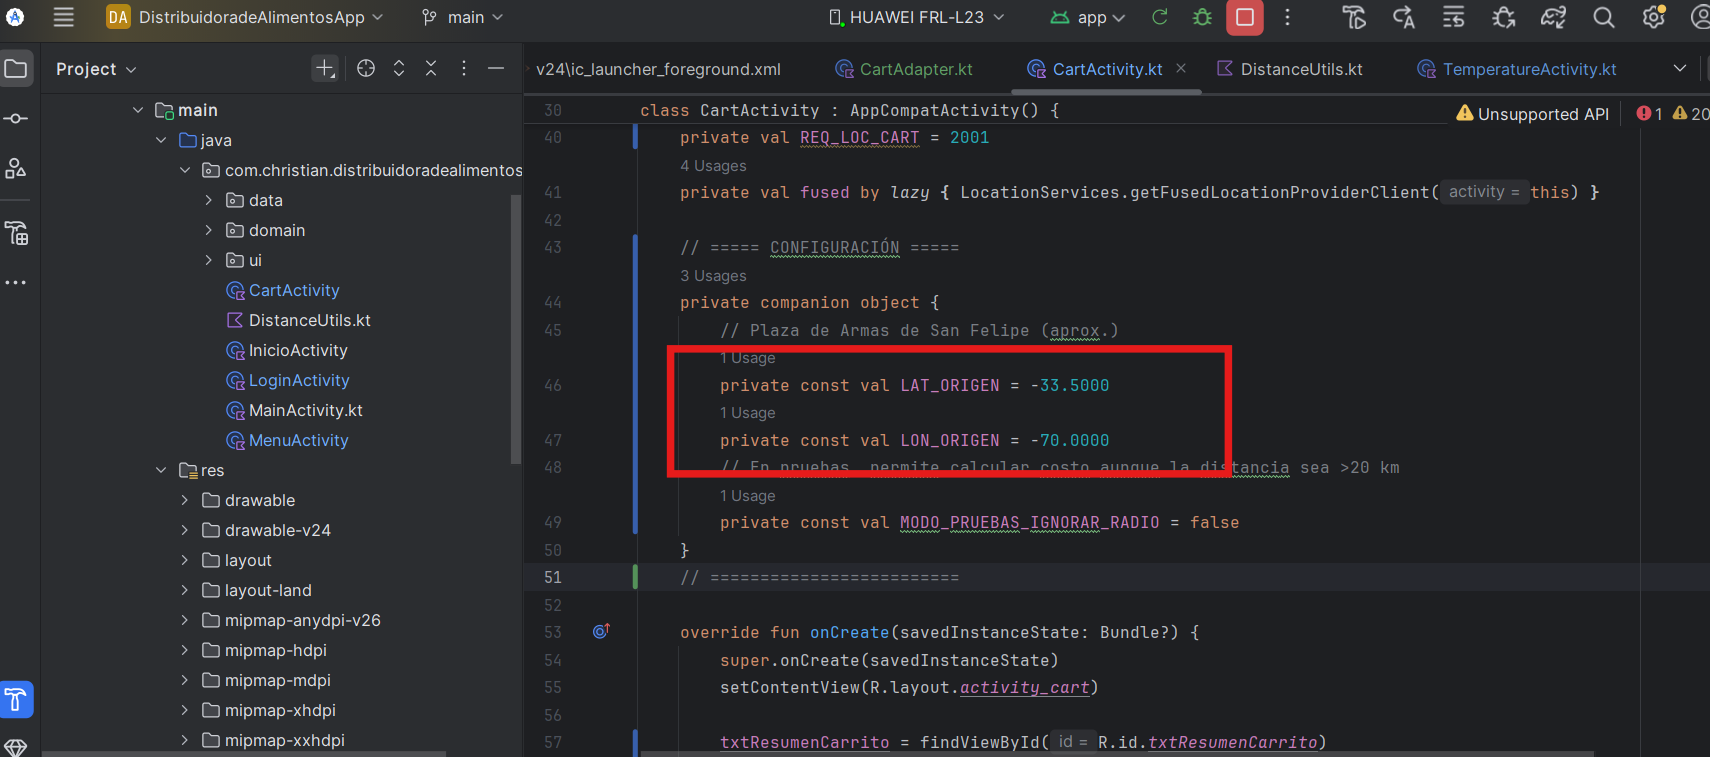 DA DistribuidoradeAlimentosApp main HUAWEI FRL-L23 app
Project
v24\ic_launcher_foreground.xml CartAdapter.kt CartActivity.kt DistanceUtils.kt TemperatureActivity.kt
main
java
com.christian.distribuidoradealimentos
data
domain
ui
CartActivity
DistanceUtils.kt
InicioActivity
LoginActivity
MainActivity.kt
MenuActivity
res
drawable
drawable-v24
layout
layout-land
mipmap-anydpi-v26
mipmap-hdpi
mipmap-mdpi
mipmap-xhdpi
mipmap-xxhdpi
Unsupported API 1 20
30 class CartActivity : AppCompatActivity() {
40 private val REQ_LOC_CART = 2001
4 Usages
41 private val fused by lazy { LocationServices.getFusedLocationProviderClient( activity = this) }
42
43 // ===== CONFIGURACIÓN =====
3 Usages
44 private companion object {
45 // Plaza de Armas de San Felipe (aprox.)
1 Usage
46 private const val LAT_ORIGEN = -33.5000
1 Usage
47 private const val LON_ORIGEN = -70.0000
48 // En pruebas, permite calcular costo aunque la distancia sea >20 km
1 Usage
49 private const val MODO_PRUEBAS_IGNORAR_RADIO = false
50 }
51 // =========================
52
53 override fun onCreate(savedInstanceState: Bundle?) {
54 super.onCreate(savedInstanceState)
55 setContentView(R.layout.activity_cart)
56
57 txtResumenCarrito = findViewById( id = R.id.txtResumenCarrito)